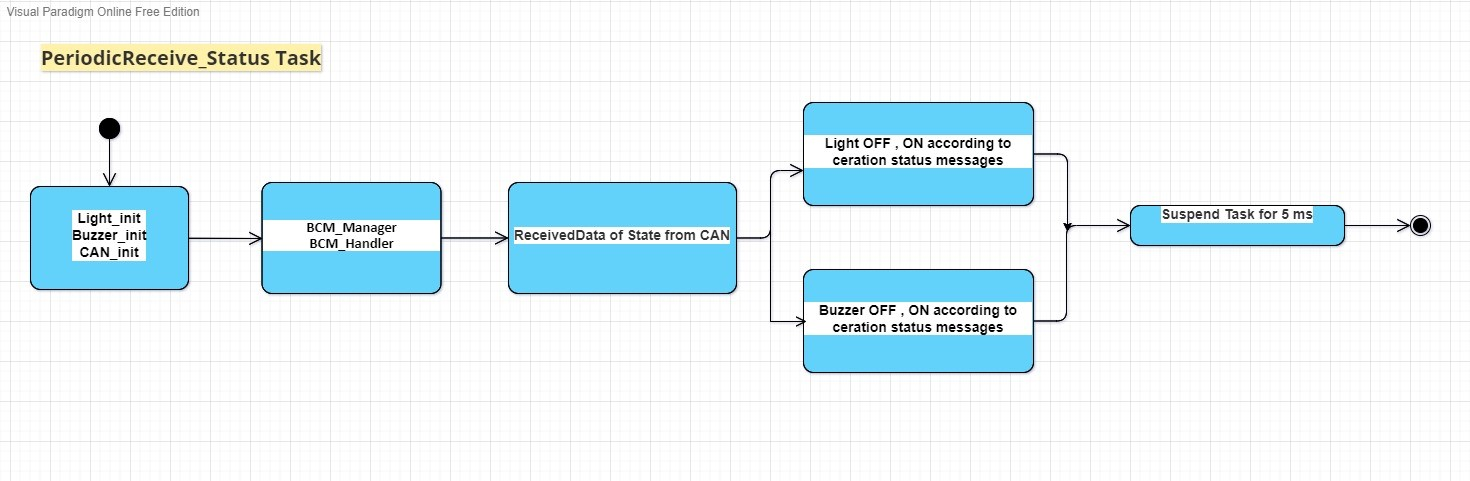 Visual Paradigm Online Free Edition
PeriodicReceive_Status Task
Light_init
Buzzer_init
CAN_init
BCM_Manager
BCM_Handler
ReceivedData of State from CAN
Light OFF , ON according to
ceration status messages
Buzzer OFF , ON according to
ceration status messages
Suspend Task for 5 ms